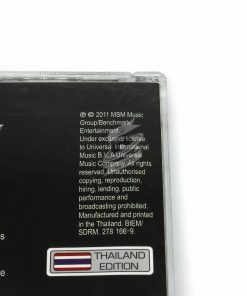 ℗ © 2011 MSM Music
Group/Benchmark
Entertainment.
Under exclusive license
to Universal International
Music B.V. A Universal
Music Company. All rights
reserved. Unauthorised
copying, reproduction,
hiring, lending, public
performance and
broadcasting prohibited.
Manufactured and printed
in the Thailand. BIEM/
SDRM. 278 166-9.
THAILAND
EDITION